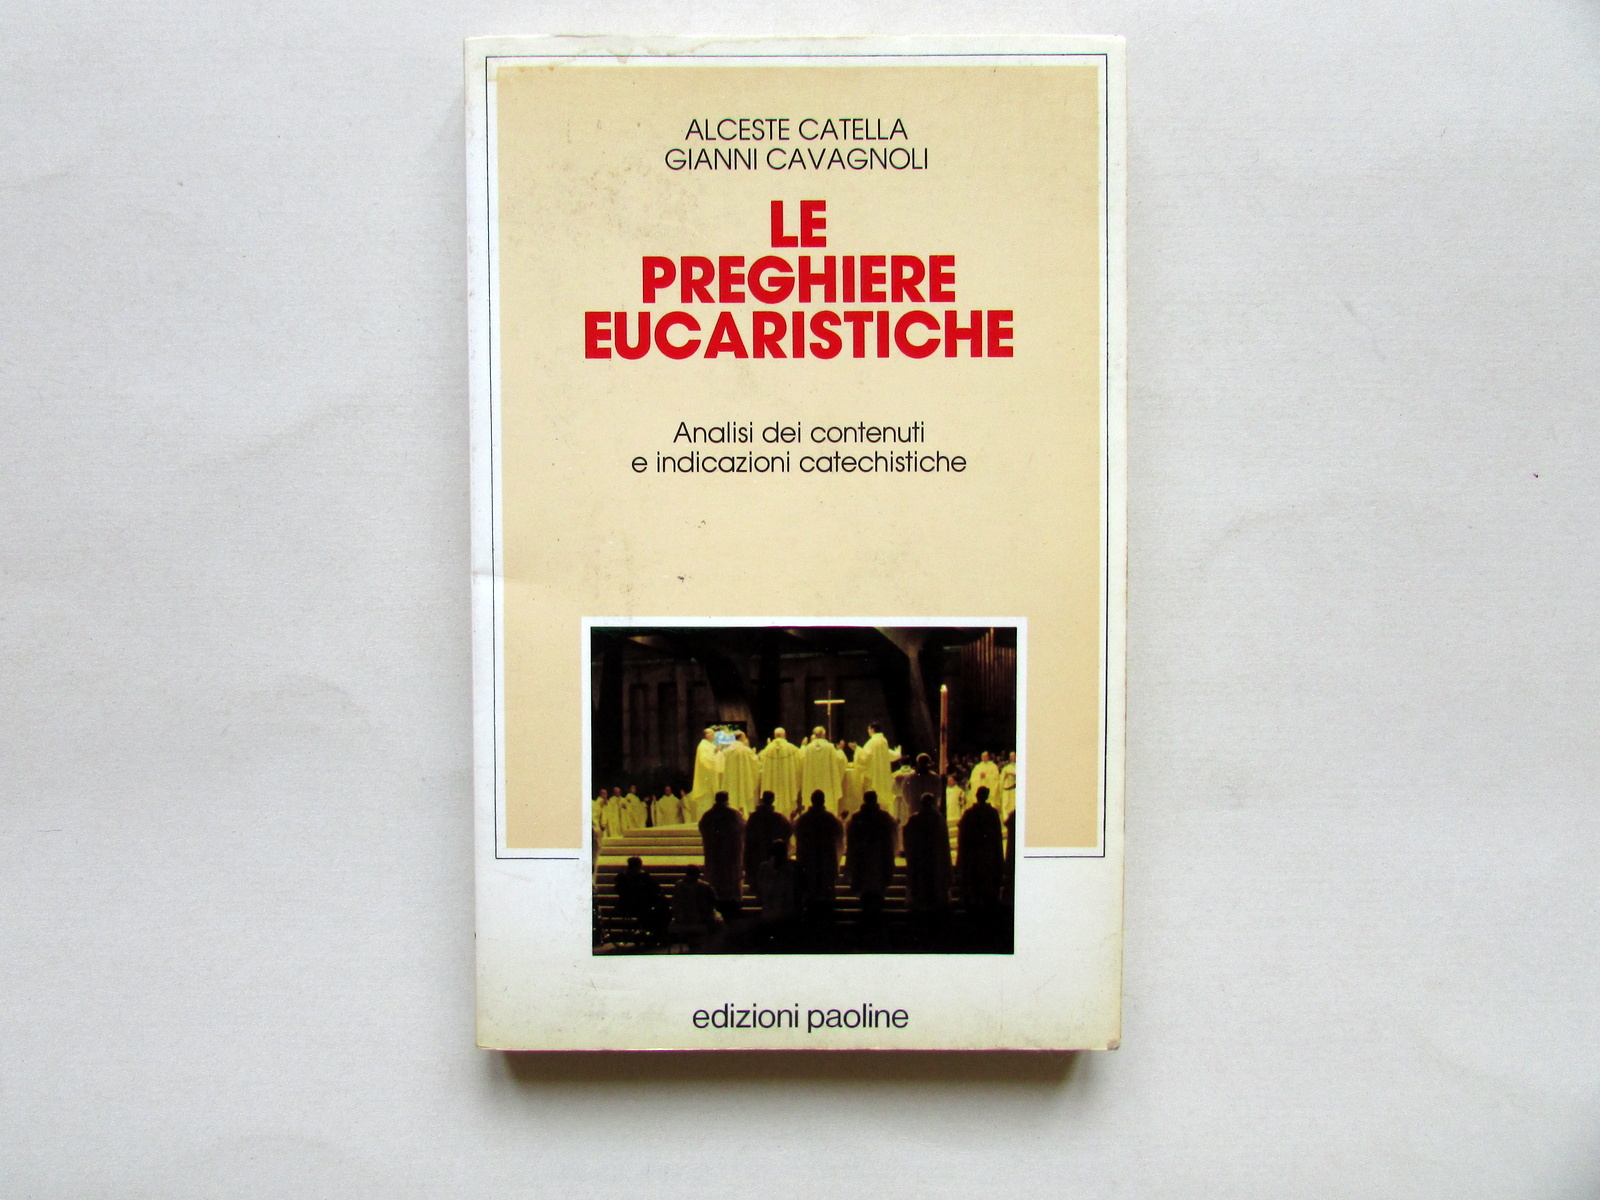 ALCESTE CATELLA
GIANNI CAVAGNOLI
LE
PREGHIERE
EUCARISTICHE
Analisi dei contenuti
e indicazioni catechistiche
edizioni paoline